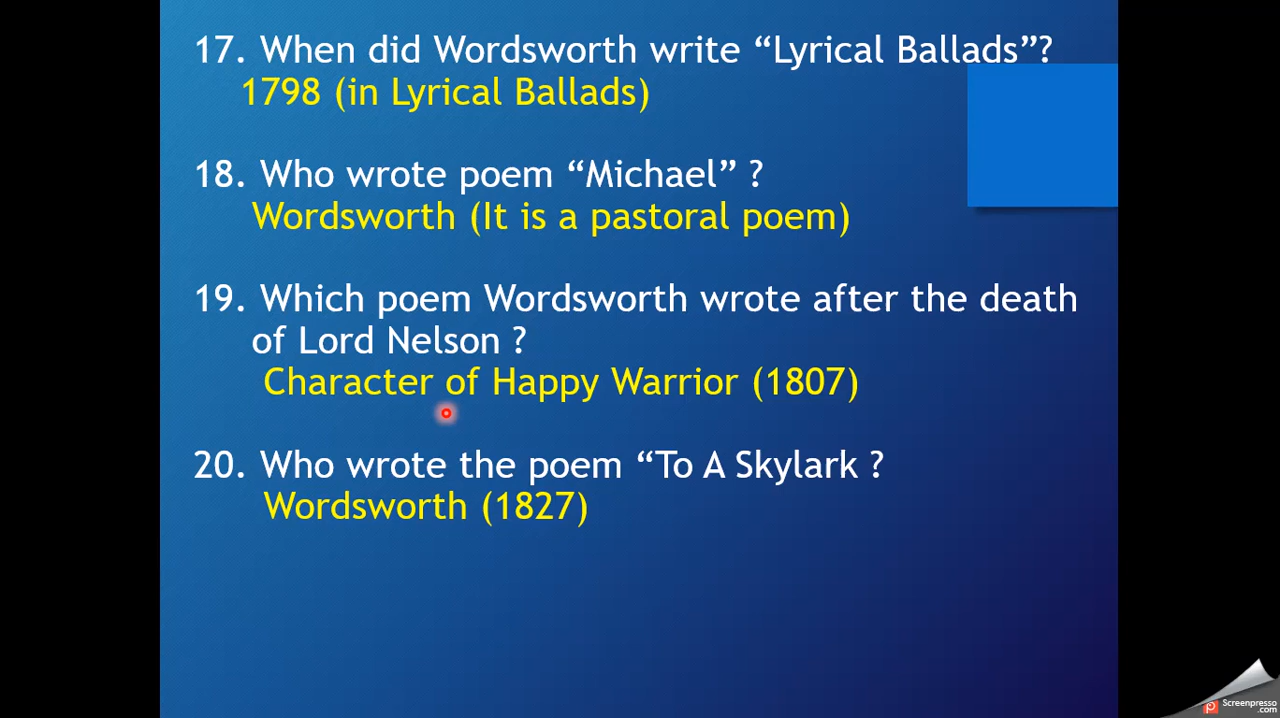 17. When did Wordsworth write “Lyrical Ballads”?
1798 (in Lyrical Ballads)
18. Who wrote poem “Michael” ?
Wordsworth (It is a pastoral poem)
19. Which poem Wordsworth wrote after the death
of Lord Nelson ?
Character of Happy Warrior (1807)
20. Who wrote the poem “To A Skylark ?
Wordsworth (1827)
Screenpresso
.com